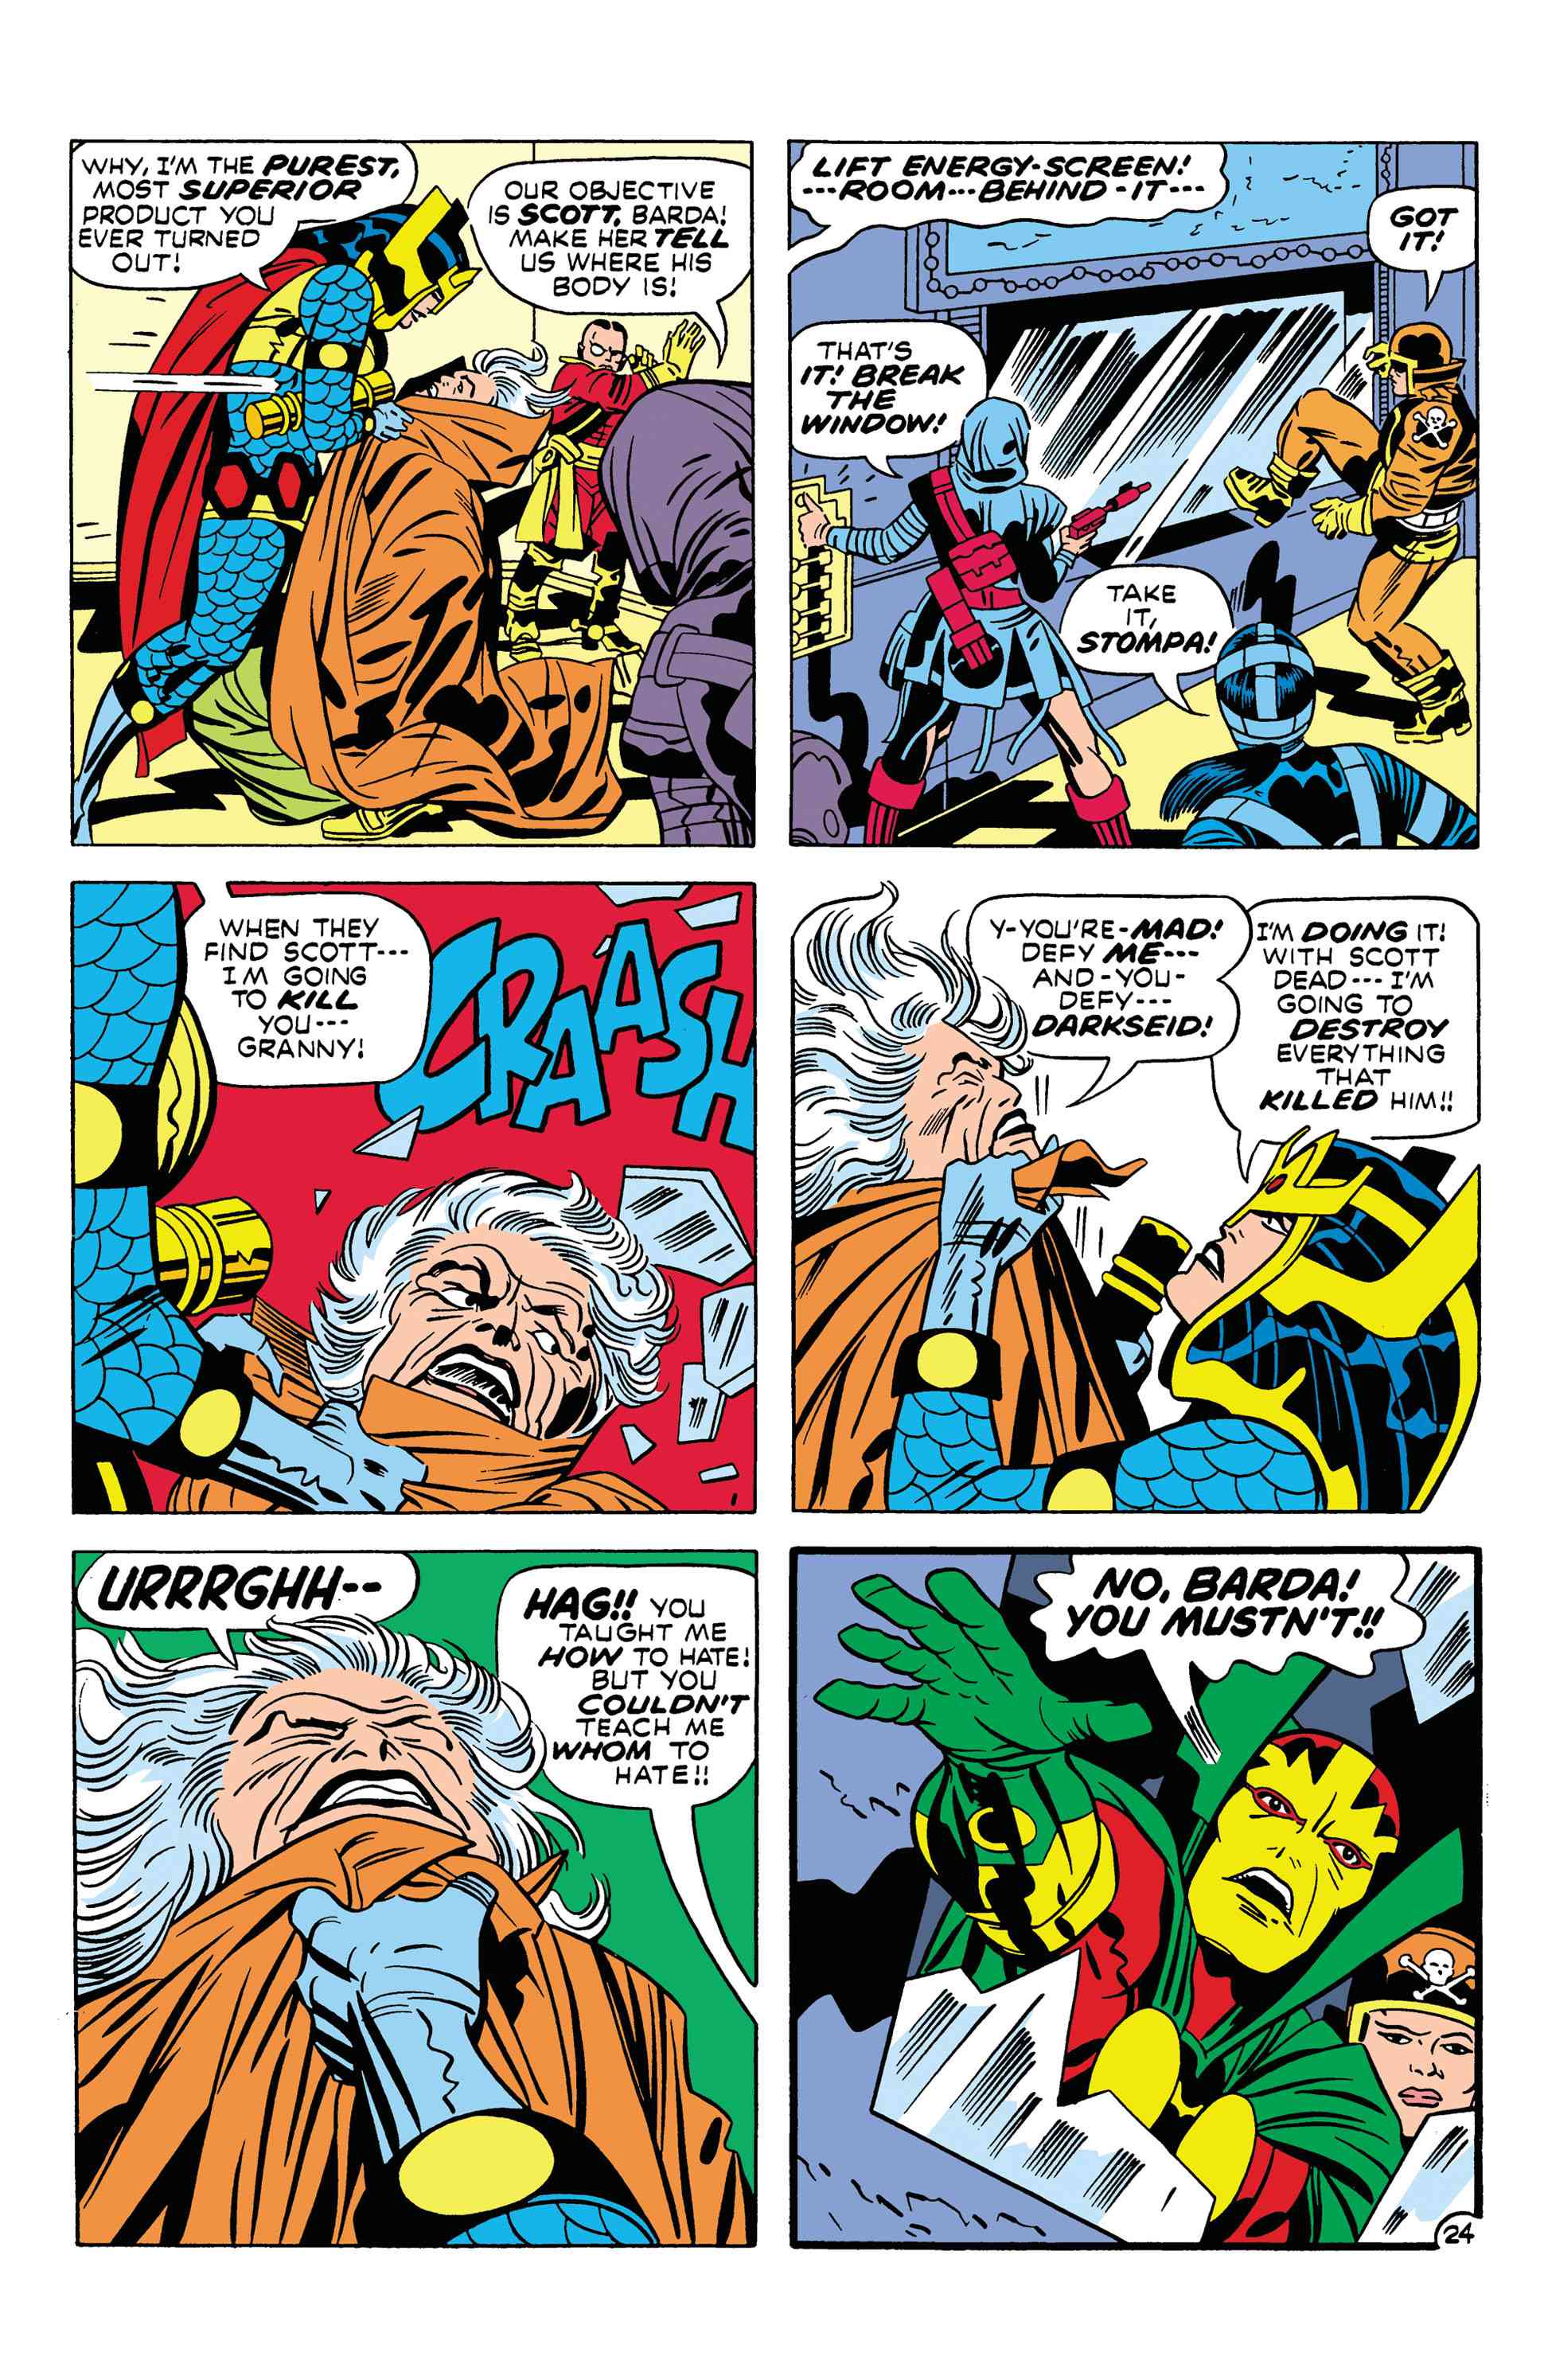 WHY, I'M THE PUREST,
MOST SUPERIOR
PRODUCT YOU
EVER TURNED
OUT!
OUR OBJECTIVE
IS SCOTT, BARDA!
MAKE HER TELL
US WHERE HIS
BODY IS!
LIFT ENERGY-SCREEN!
---ROOM---BEHIND-IT---
GOT
IT!
THAT'S
IT! BREAK
THE
WINDOW!
TAKE
IT,
STOMPA!
WHEN THEY
FIND SCOTT---
I'M GOING
TO KILL
YOU---
GRANNY!
CRAASH
Y-YOU'RE-MAD!
DEFY ME---
AND-YOU-
DEFY---
DARKSEID!
I'M DOING IT!
WITH SCOTT
DEAD---I'M
GOING TO
DESTROY
EVERYTHING
THAT
KILLED HIM!!
URRRGHH--
HAG!! YOU
TAUGHT ME
HOW TO HATE!
BUT YOU
COULDN'T
TEACH ME
WHOM TO
HATE!!
NO, BARDA!
YOU MUSTN'T!!
24